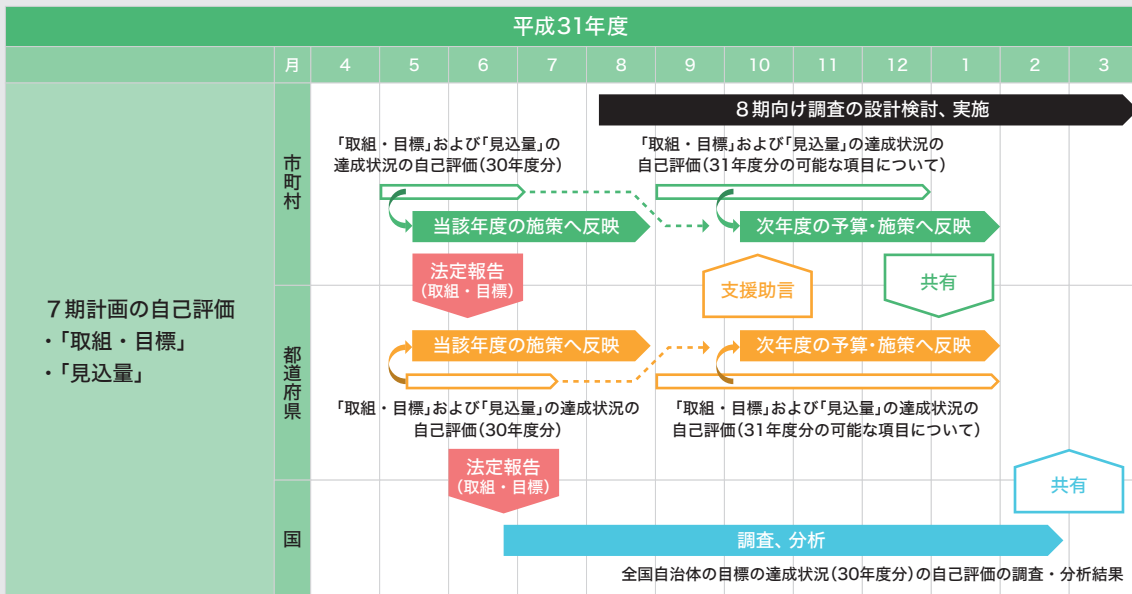 平成31年度
月 4 5 6 7 8 9 10 11 12 1 2 3
7期計画の自己評価
・「取組・目標」
・「見込量」
市町村
8期向け調査の設計検討、実施
「取組・目標」および「見込量」の
達成状況の自己評価(30年度分)
「取組・目標」および「見込量」の達成状況の
自己評価(31年度分の可能な項目について)
当該年度の施策へ反映
次年度の予算・施策へ反映
法定報告
(取組・目標)
支援助言
共有
都道府県
当該年度の施策へ反映
次年度の予算・施策へ反映
「取組・目標」および「見込量」の達成状況の
自己評価(30年度分)
「取組・目標」および「見込量」の達成状況の
自己評価(31年度分の可能な項目について)
法定報告
(取組・目標)
共有
国
調査、分析
全国自治体の目標の達成状況(30年度分)の自己評価の調査・分析結果